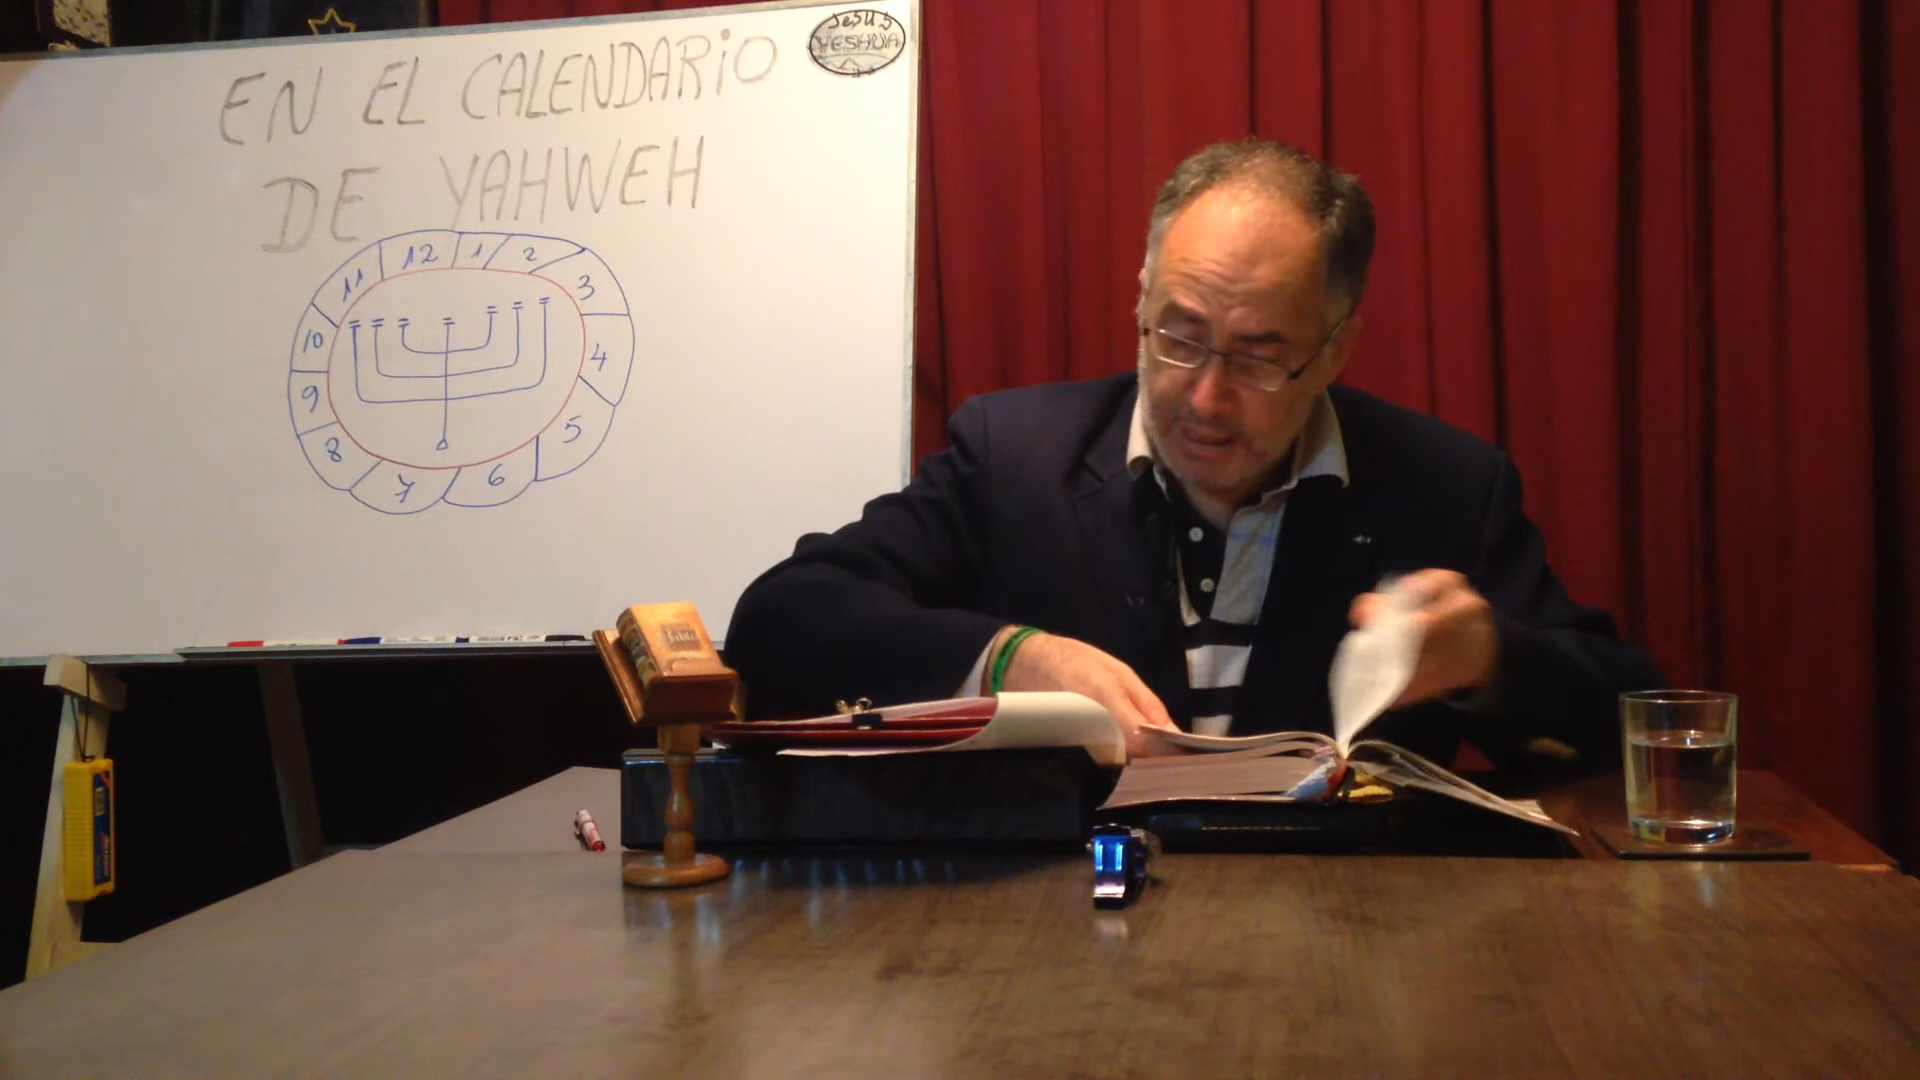 EN EL CALENDARiO
DE YAHWEH
JeSUS
YESHUA
12 1 2
11 3
10 4
9 5
8 7 6
Biblia